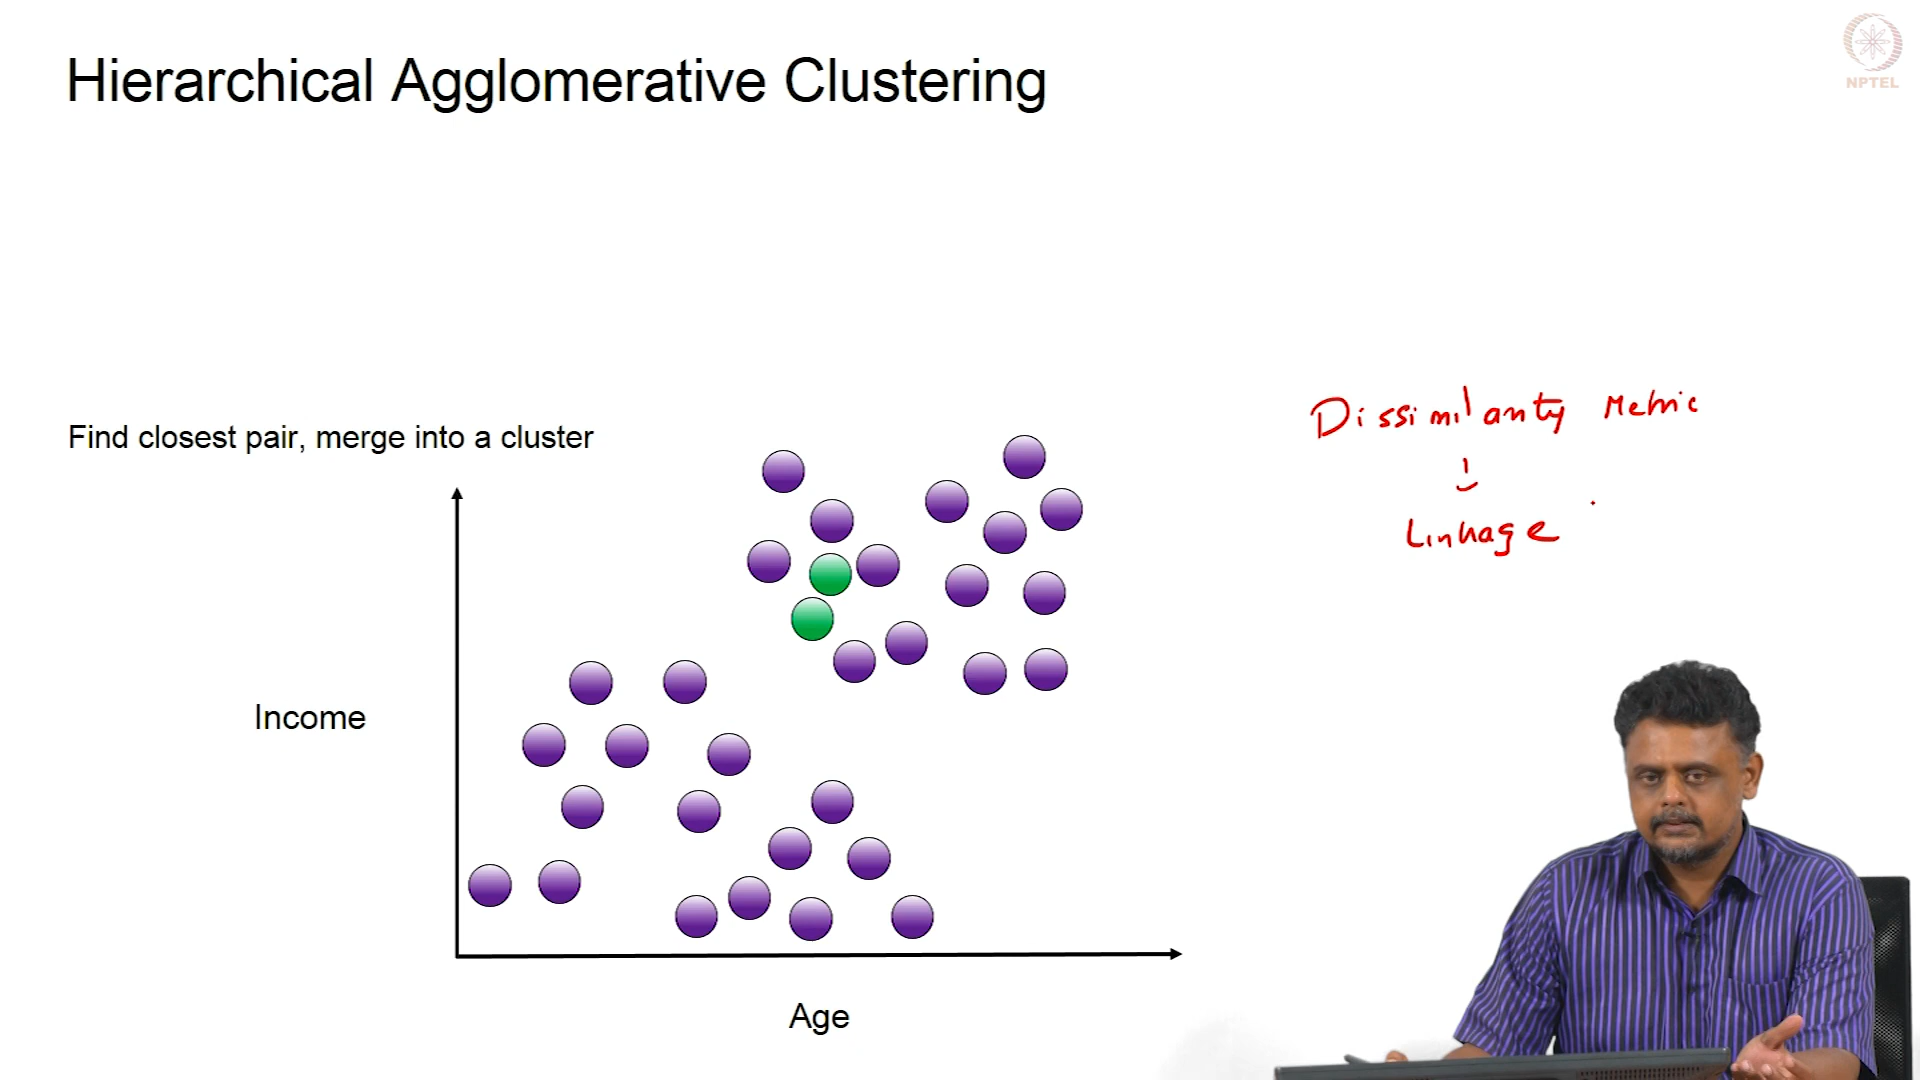 Hierarchical Agglomerative Clustering
NPTEL
Find closest pair, merge into a cluster
Dissimilarity Metric
Linkage
Income
Age